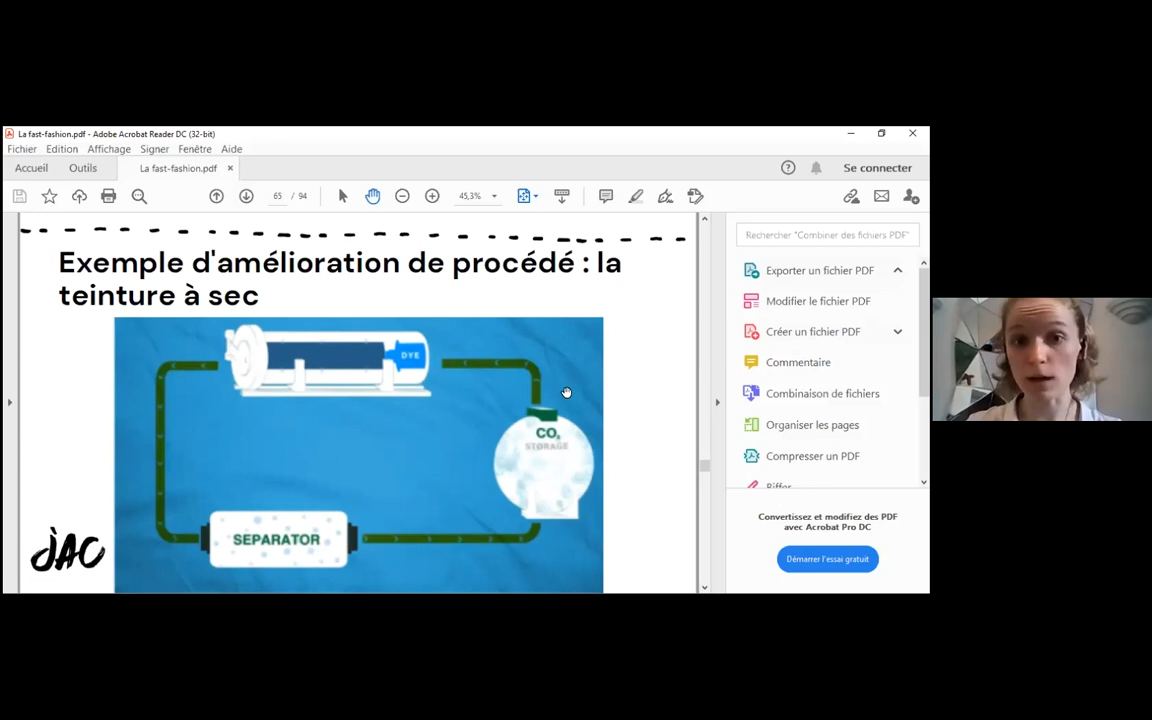 La fast-fashion.pdf - Adobe Acrobat Reader DC (32-bit)
Fichier Edition Affichage Signer Fenêtre Aide
Accueil Outils La fast-fashion.pdf × Se connecter
65 / 94 45,3%
Exemple d'amélioration de procédé : la
teinture à sec
DYE
CO₂
STORAGE
SEPARATOR
JAC
Rechercher "Combiner des fichiers PDF"
Exporter un fichier PDF
Modifier le fichier PDF
Créer un fichier PDF
Commentaire
Combinaison de fichiers
Organiser les pages
Compresser un PDF
Biffer
Convertissez et modifiez des PDF
avec Acrobat Pro DC
Démarrer l'essai gratuit